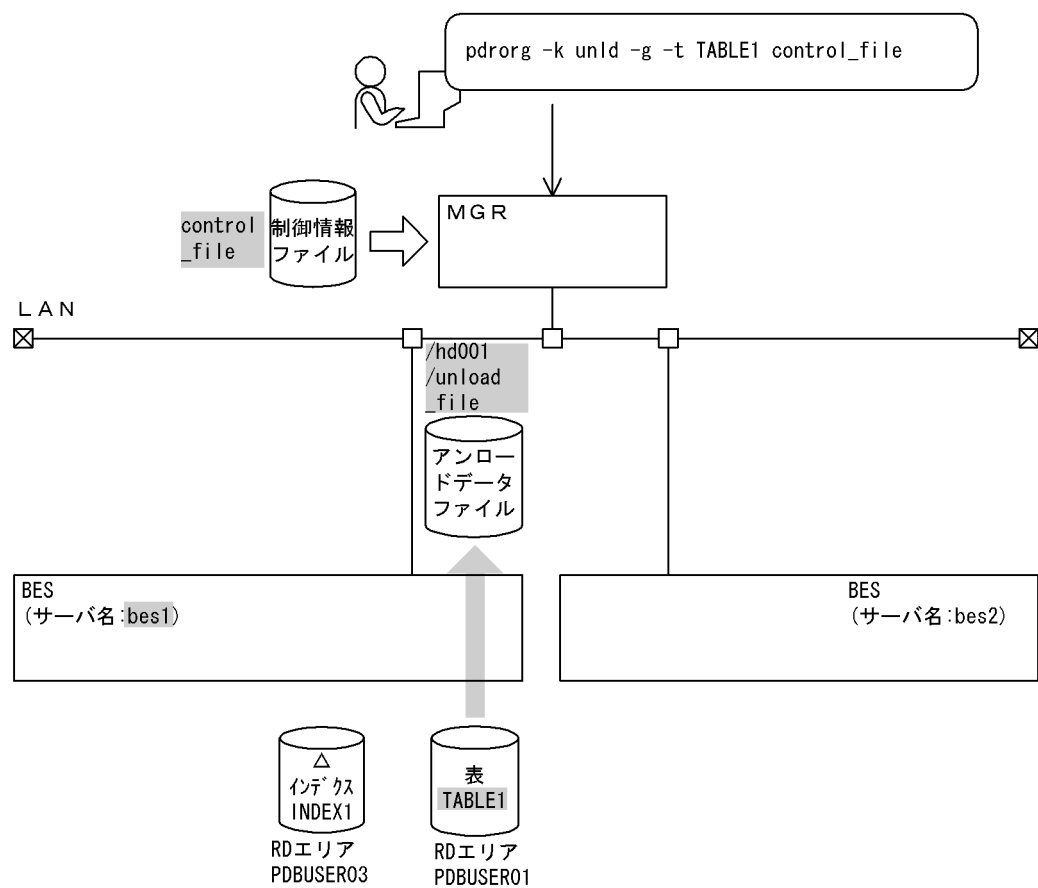 pdrorg -k unld -g -t TABLE1 control_file
MGR
control
_file
制御情報
ファイル
LAN
/hd001
/unload
_file
アンロー
ドデータ
ファイル
BES
(サーバ名:bes1)
BES
(サーバ名:bes2)
△
インデクス
INDEX1
表
TABLE1
RDエリア
PDBUSER03
RDエリア
PDBUSER01